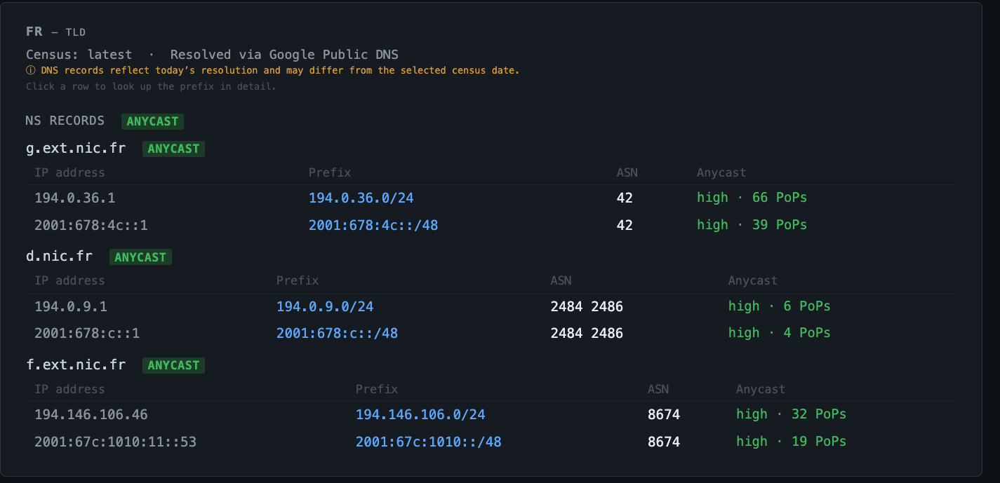 FR – TLD
Census: latest · Resolved via Google Public DNS
ⓘ DNS records reflect today’s resolution and may differ from the selected census date.
Click a row to look up the prefix in detail.
NS RECORDS ANYCAST
g.ext.nic.fr ANYCAST
IP address Prefix ASN Anycast
194.0.36.1 194.0.36.0/24 42 high · 66 PoPs
2001:678:4c::1 2001:678:4c::/48 42 high · 39 PoPs
d.nic.fr ANYCAST
IP address Prefix ASN Anycast
194.0.9.1 194.0.9.0/24 2484 2486 high · 6 PoPs
2001:678:c::1 2001:678:c::/48 2484 2486 high · 4 PoPs
f.ext.nic.fr ANYCAST
IP address Prefix ASN Anycast
194.146.106.46 194.146.106.0/24 8674 high · 32 PoPs
2001:67c:1010:11::53 2001:67c:1010::/48 8674 high · 19 PoPs